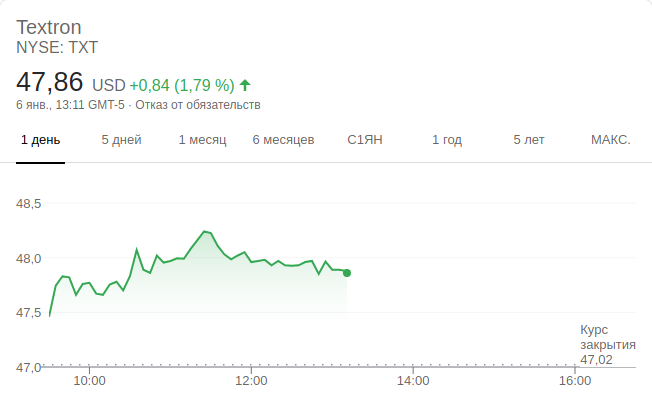 Textron
NYSE: TXT
47,86 USD +0,84 (1,79 %)
6 янв., 13:11 GMT-5 · Отказ от обязательств
1 день 5 дней 1 месяц 6 месяцев С1ЯН 1 год 5 лет МАКС.
48,5
48,0
47,5
Курс
закрытия
47,02
47,0
10:00 12:00 14:00 16:00